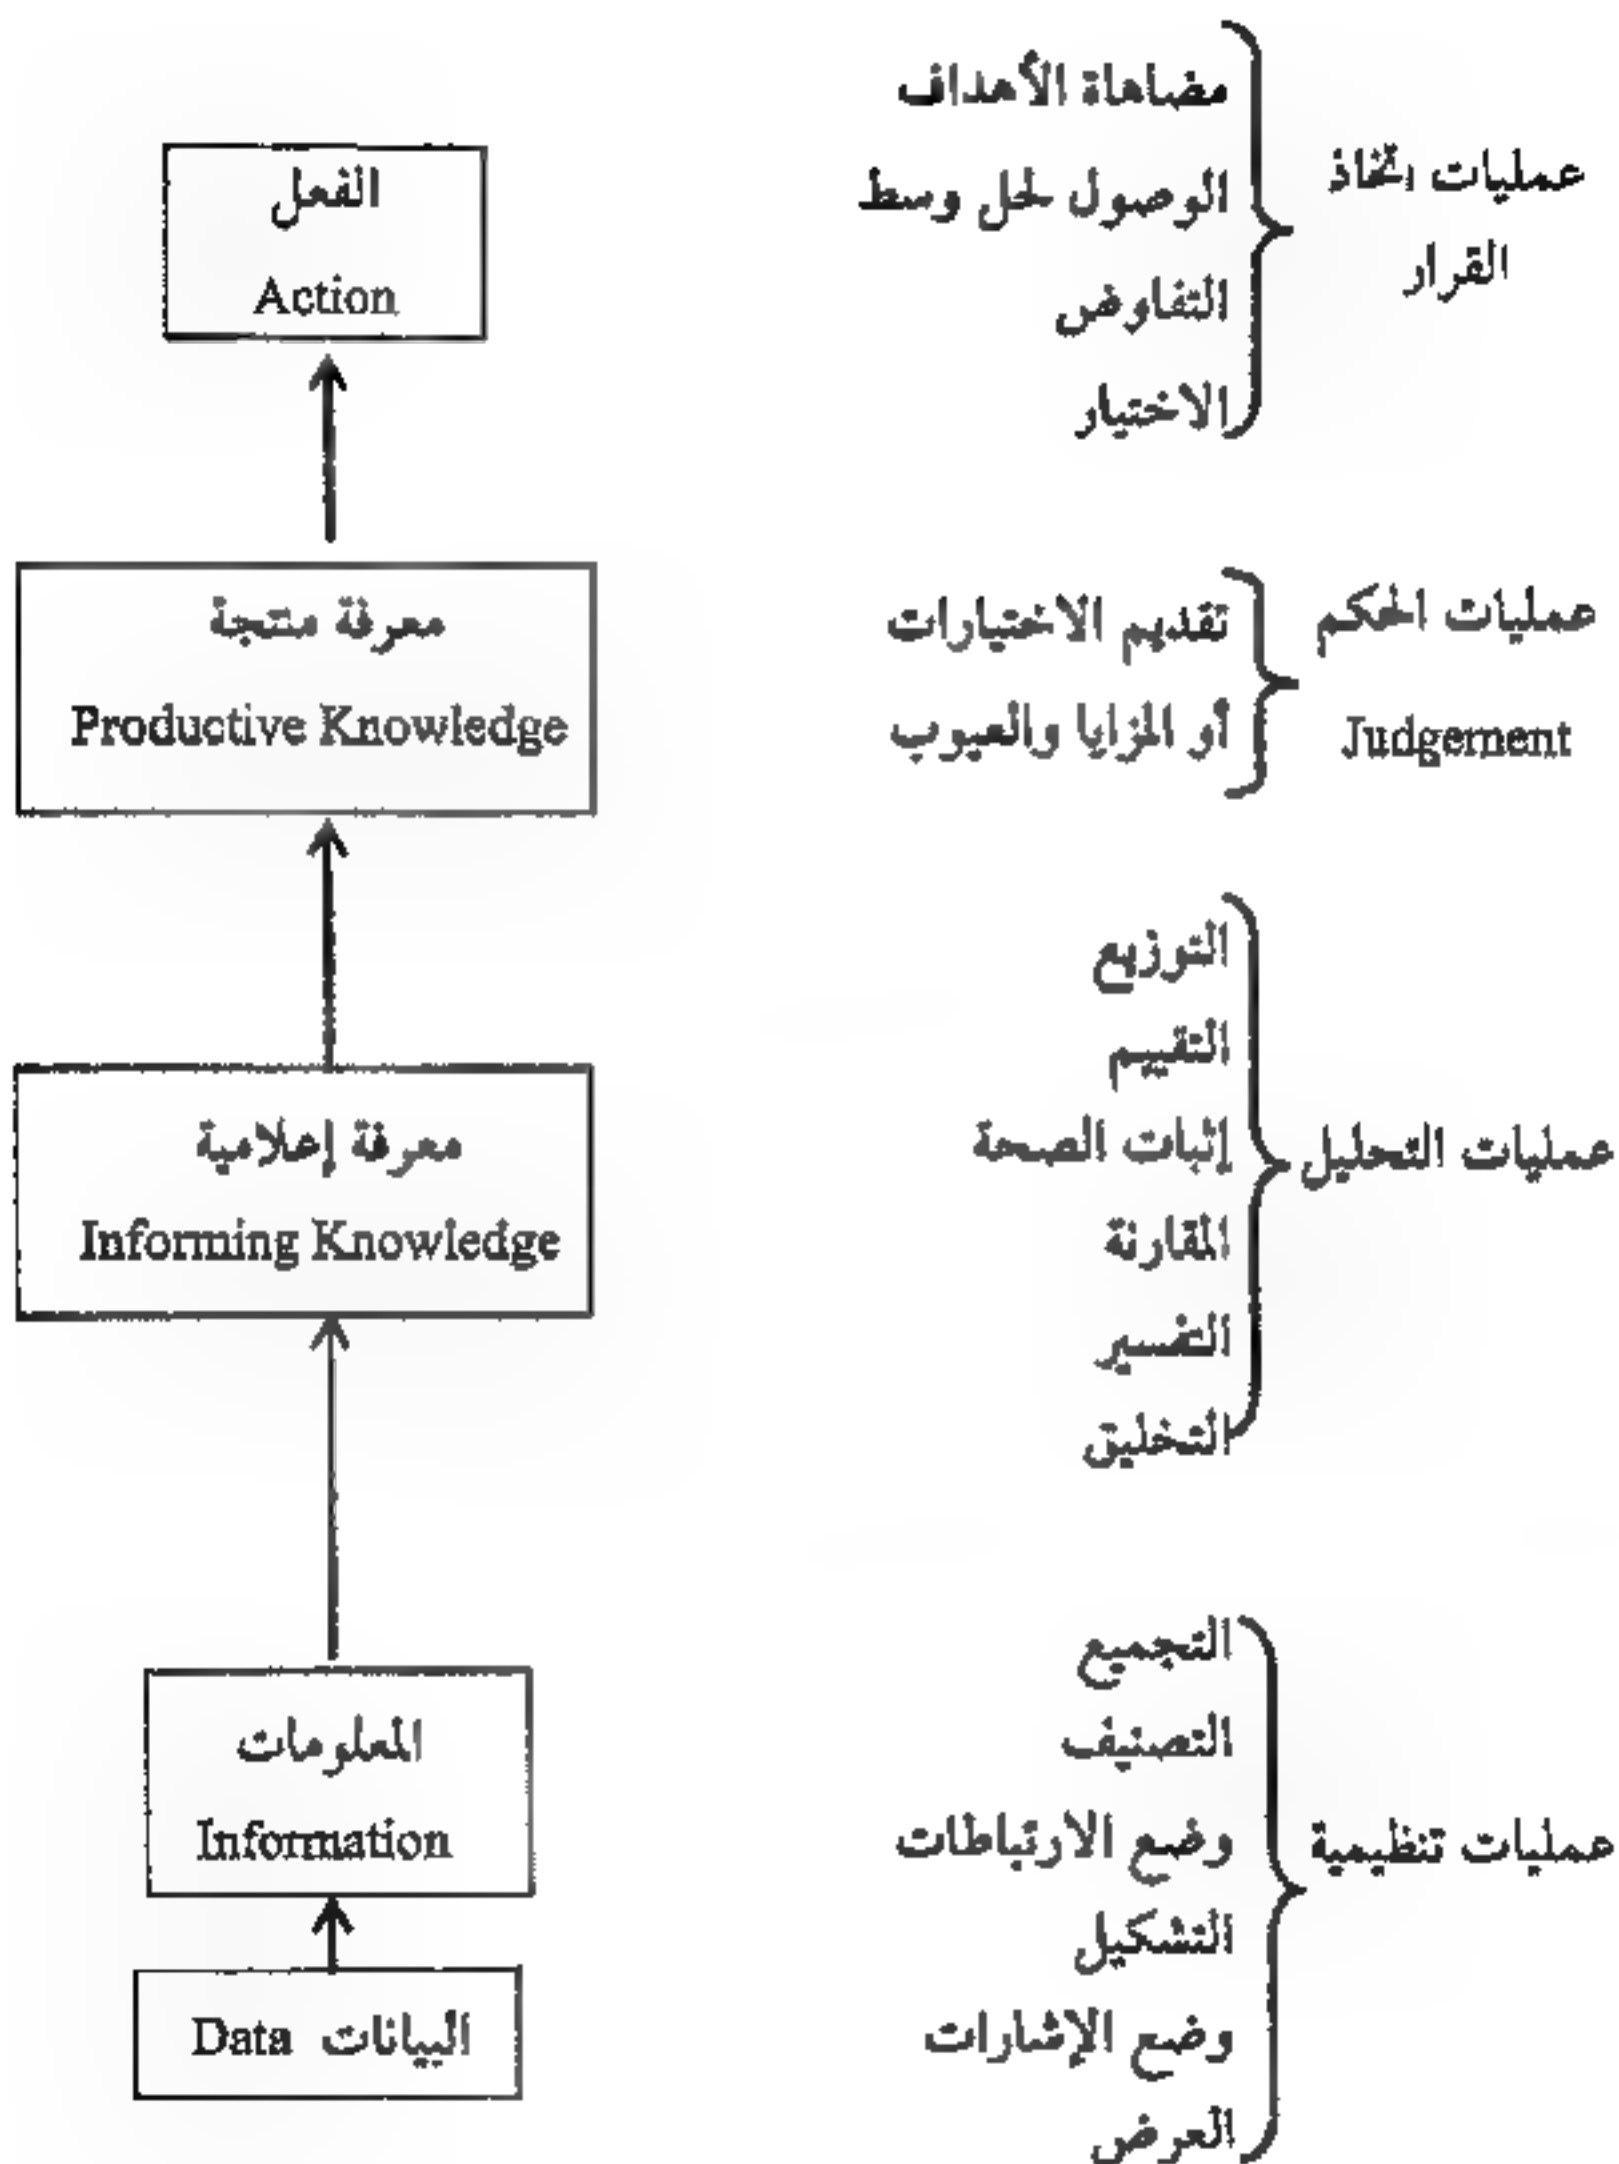 مضاهاة الأهداف
الوصول لحل وسط
التفاوض
الاختيار
عمليات اتخاذ
القرار
الفعل
Action
تقديم الاختيارات
أو المزايا والعيوب
عمليات الحكم
Judgement
معرفة منتجة
Productive Knowledge
التوزيع
التقييم
إثبات الصحة
المقارنة
التفسير
التخليق
عمليات التحليل
معرفة إعلامية
Informing Knowledge
التجميع
التصنيف
وضع الارتباطات
التشكيل
وضع الإشارات
العرض
عمليات تنظيمية
المعلومات
Information
البيانات Data